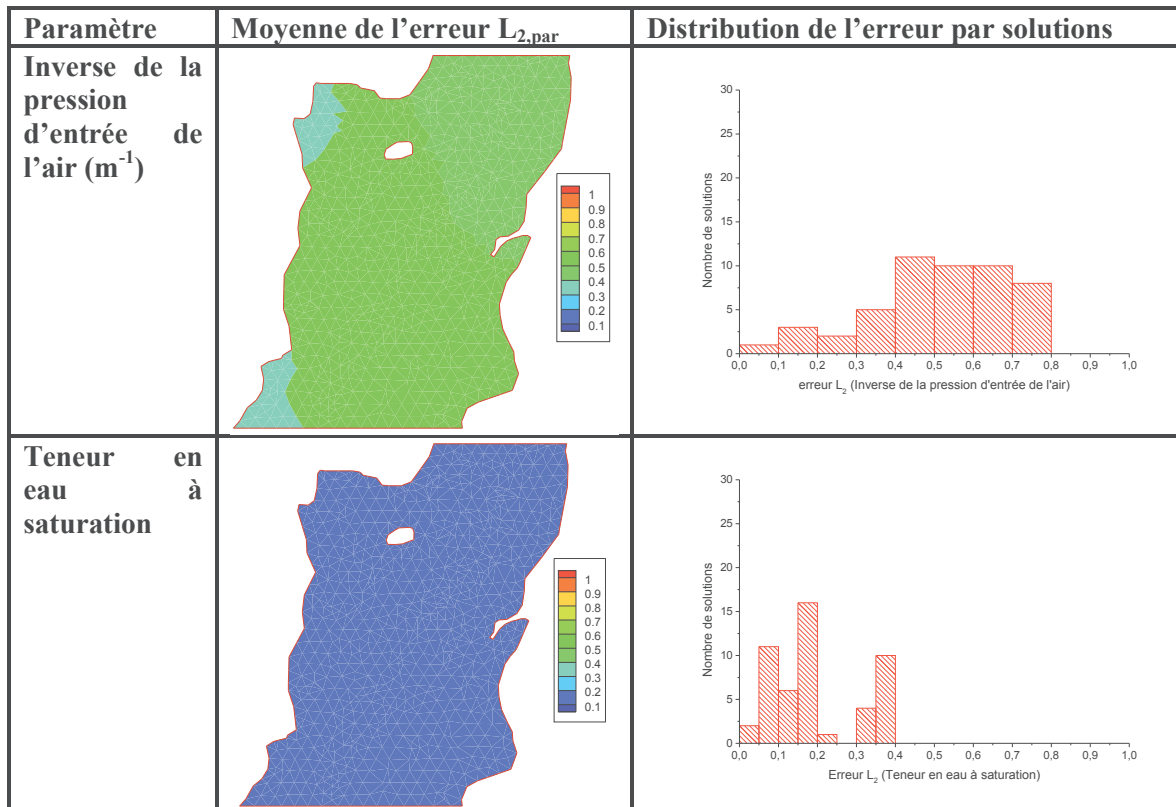 Paramètre
Moyenne de l’erreur L2,par
Distribution de l’erreur par solutions
Inverse de la
pression
d’entrée de
l’air (m-1)
1
0.9
0.8
0.7
0.6
0.5
0.4
0.3
0.2
0.1
Nombre de solutions
30
25
20
15
10
5
0
0,0 0,1 0,2 0,3 0,4 0,5 0,6 0,7 0,8 0,9 1,0
erreur L2 (Inverse de la pression d'entrée de l'air)
Teneur en
eau à
saturation
1
0.9
0.8
0.7
0.6
0.5
0.4
0.3
0.2
0.1
Nombre de solutions
30
25
20
15
10
5
0
0,0 0,1 0,2 0,3 0,4 0,5 0,6 0,7 0,8 0,9 1,0
Erreur L2 (Teneur en eau à saturation)